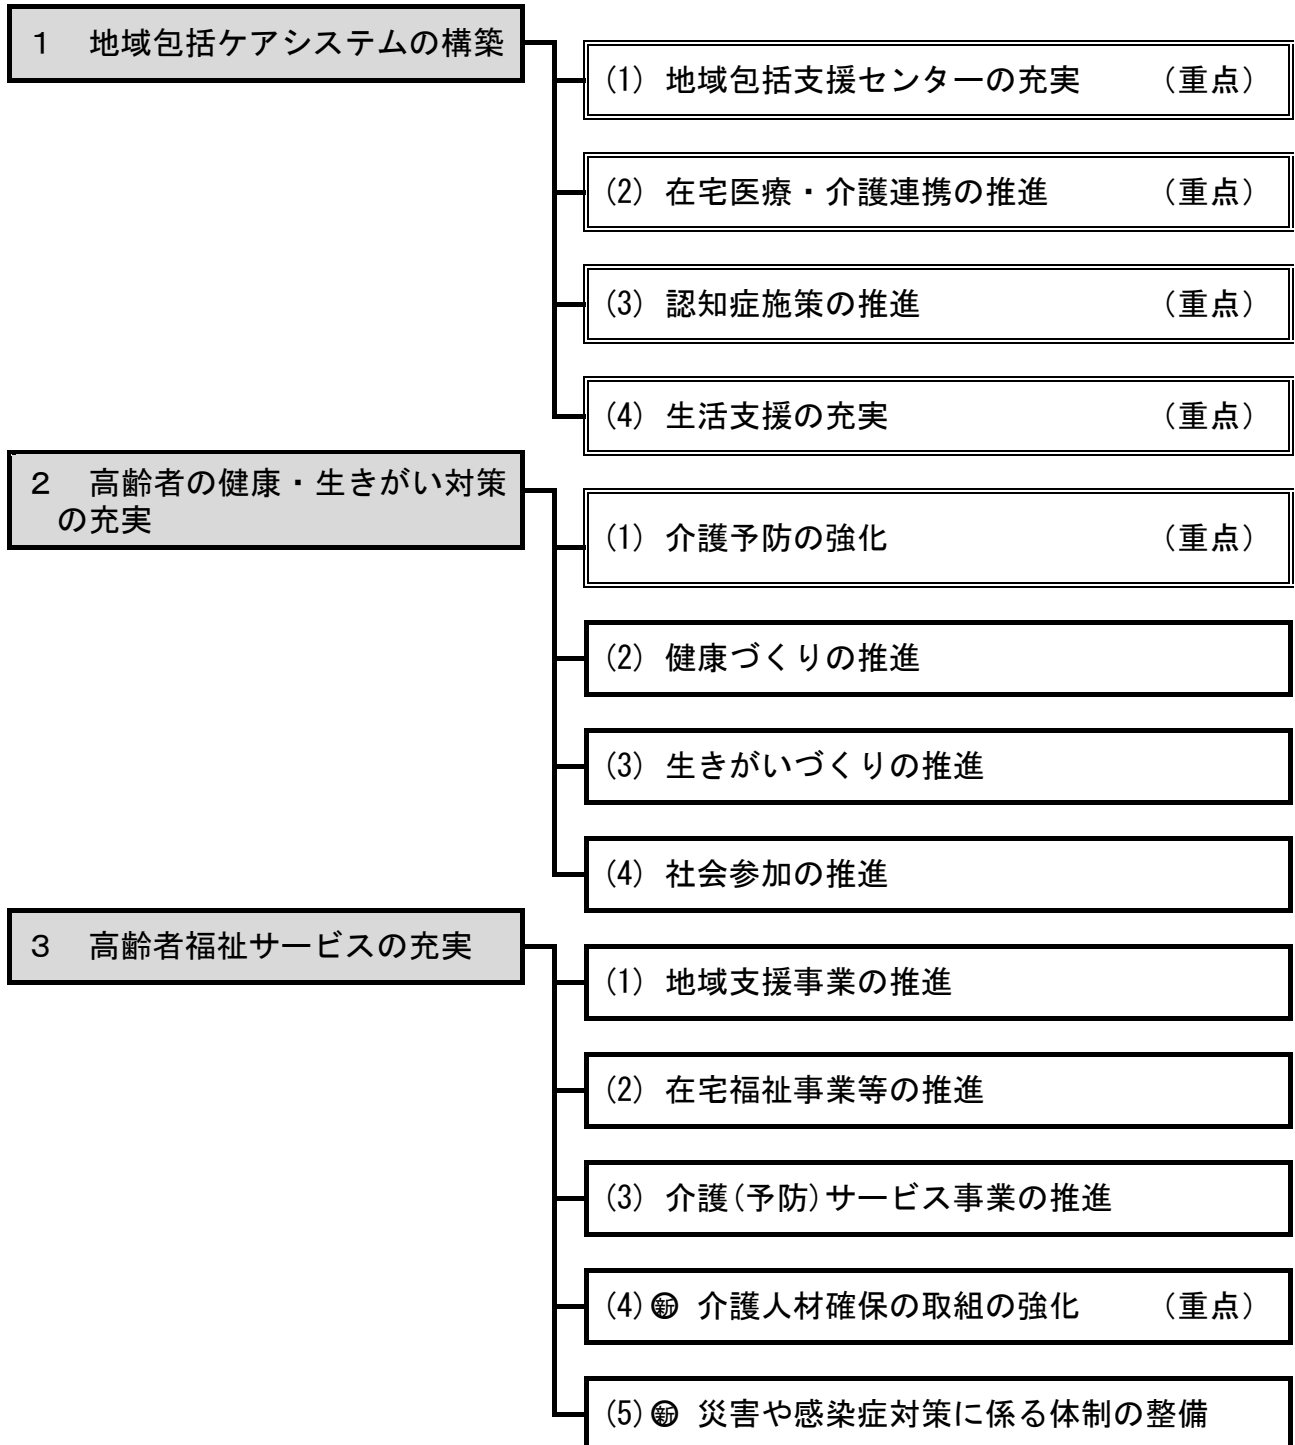 １　地域包括ケアシステムの構築
(1) 地域包括支援センターの充実　　（重点）
(2) 在宅医療・介護連携の推進　　　（重点）
(3) 認知症施策の推進　　　　　　　（重点）
(4) 生活支援の充実　　　　　　　　（重点）
２　高齢者の健康・生きがい対策
の充実
(1) 介護予防の強化　　　　　　　　（重点）
(2) 健康づくりの推進
(3) 生きがいづくりの推進
(4) 社会参加の推進
３　高齢者福祉サービスの充実
(1) 地域支援事業の推進
(2) 在宅福祉事業等の推進
(3) 介護(予防)サービス事業の推進
(4)㊟新 介護人材確保の取組の強化　　（重点）
(5)㊟新 災害や感染症対策に係る体制の整備